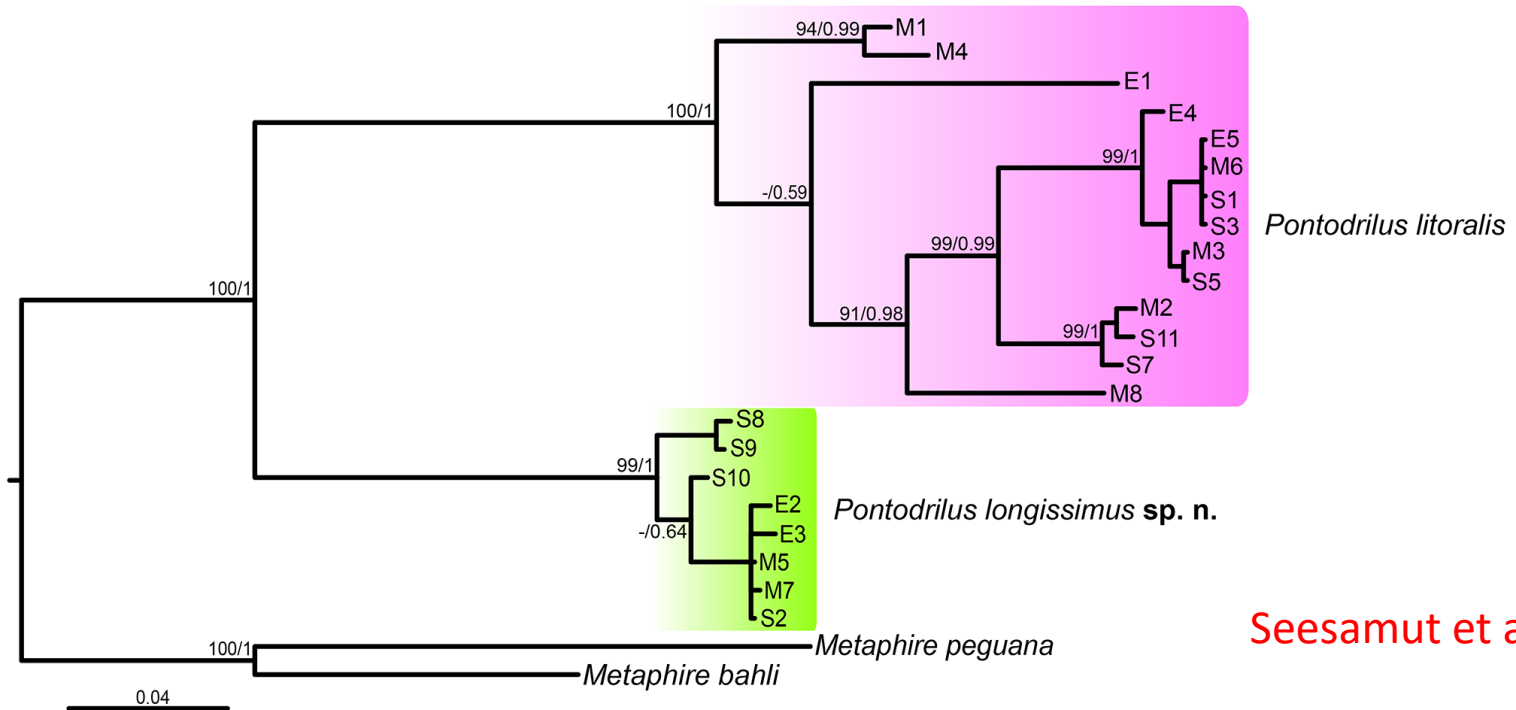 94/0.99
M1
M4
E1
100/1
E4
E5
99/1
M6
-/0.59
S1
S3
Pontodrilus litoralis
99/0.99
M3
S5
100/1
M2
91/0.98
99/1
S11
S7
M8
S8
S9
99/1
S10
E2
Pontodrilus longissimus sp. n.
-/0.64
E3
M5
M7
S2
Seesamut et a
100/1
Metaphire peguana
Metaphire bahli
0.04